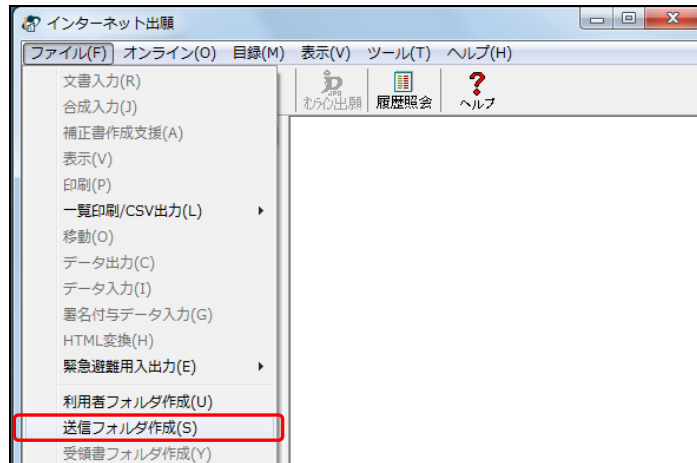 インターネット出願
ファイル(F) オンライン(O) 目録(M) 表示(V) ツール(T) ヘルプ(H)
文書入力(R)
合成入力(J)
補正書作成支援(A)
表示(V)
印刷(P)
一覧印刷/CSV出力(L)
移動(O)
データ出力(C)
データ入力(I)
署名付与データ入力(G)
HTML変換(H)
緊急避難用入出力(E)
利用者フォルダ作成(U)
送信フォルダ作成(S)
受領書フォルダ作成(Y)
JPO
オンライン出願 履歴照会 ヘルプ